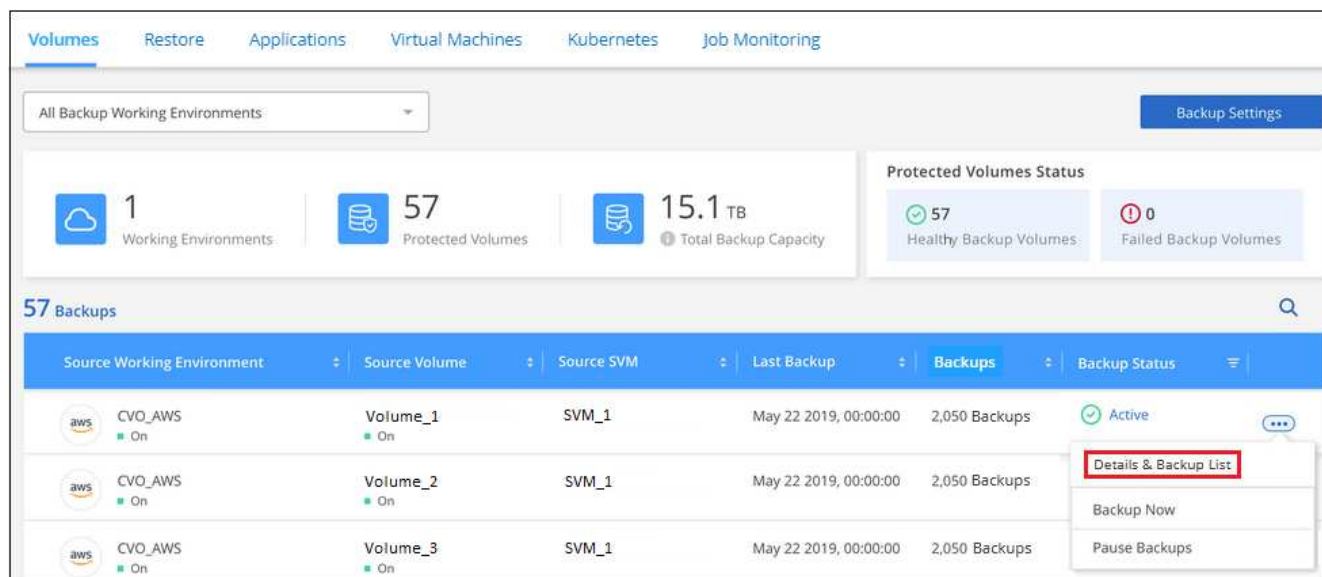 Volumes Restore Applications Virtual Machines Kubernetes Job Monitoring
All Backup Working Environments
Backup Settings
1
Working Environments
57
Protected Volumes
15.1 TB
Total Backup Capacity
Protected Volumes Status
57
Healthy Backup Volumes
0
Failed Backup Volumes
57 Backups
Source Working Environment Source Volume Source SVM Last Backup Backups Backup Status
aws CVO_AWS Volume_1 SVM_1 May 22 2019, 00:00:00 2,050 Backups Active
On On
Details & Backup List
aws CVO_AWS Volume_2 SVM_1 May 22 2019, 00:00:00 2,050 Backups
On On
Backup Now
aws CVO_AWS Volume_3 SVM_1 May 22 2019, 00:00:00 2,050 Backups
On On
Pause Backups